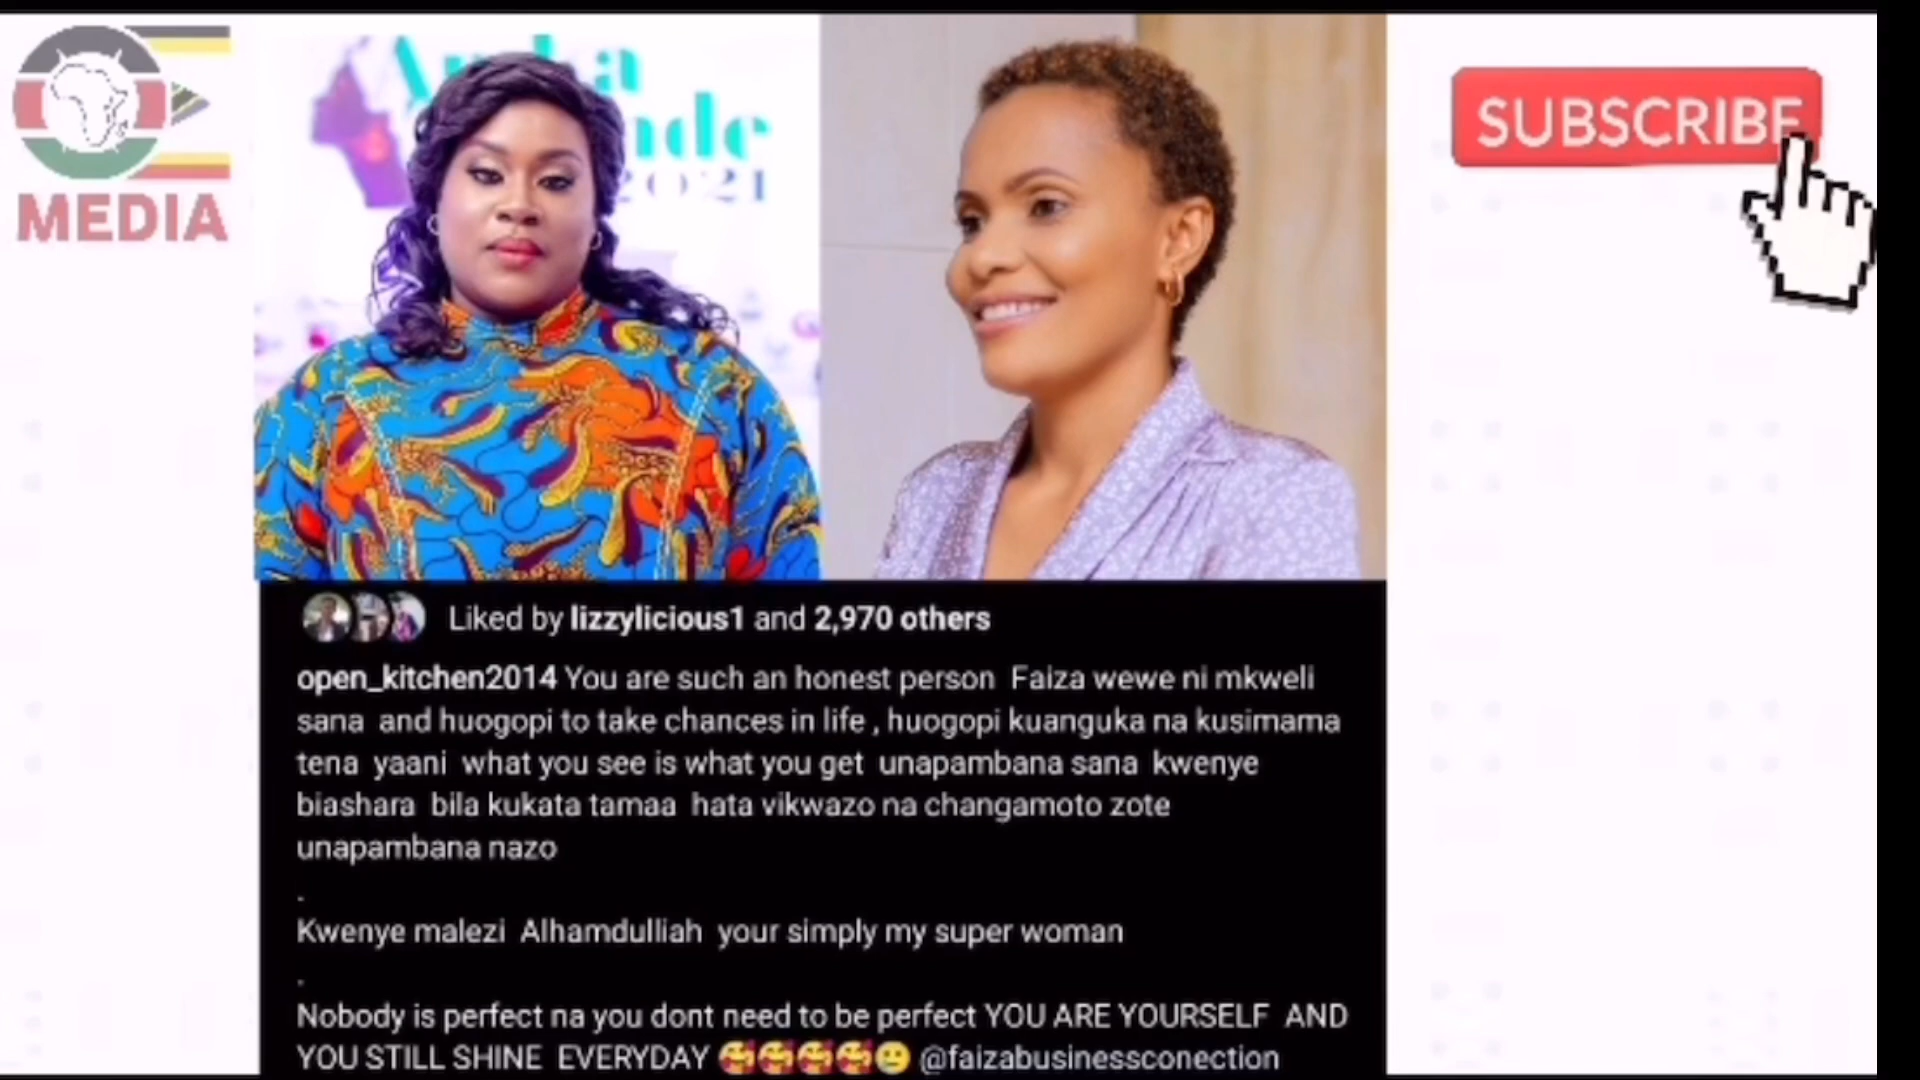 MEDIA
nde
2021
SUBSCRIBE
Liked by lizzylicious1 and 2,970 others
open_kitchen2014 You are such an honest person Faiza wewe ni mkweli
sana and huogopi to take chances in life , huogopi kuanguka na kusimama
tena yaani what you see is what you get unapambana sana kwenye
biashara bila kukata tamaa hata vikwazo na changamoto zote
unapambana nazo
.
Kwenye malezi Alhamdulliah your simply my super woman
.
Nobody is perfect na you dont need to be perfect YOU ARE YOURSELF AND
YOU STILL SHINE EVERYDAY 🥰🥰🥰🥰🥲 @faizabusinessconection